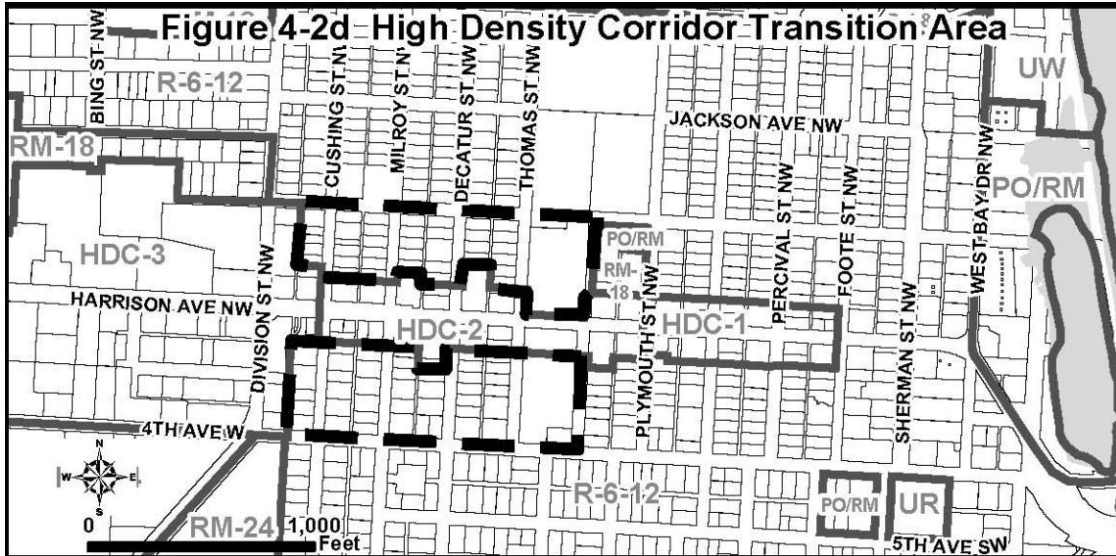 Figure 4-2d High Density Corridor Transition Area
BING ST NW
R-6-12
CUSHING ST NW
MILROY ST NW
DECATUR ST NW
THOMAS ST NW
UW
JACKSON AVE NW
RM-18
PERCIVAL ST NW
FOOTE ST NW
WEST BAY DR NW
PO/RM
PO/RM
HDC-3
RM-
18
HARRISON AVE NW
DIVISION ST NW
HDC-2
PLYMOUTH ST NW
HDC-1
SHERMAN ST NW
4TH AVE W
N
W
E
S
R-6-12
PO/RM
UR
RM-24
0
1,000
Feet
5TH AVE SW